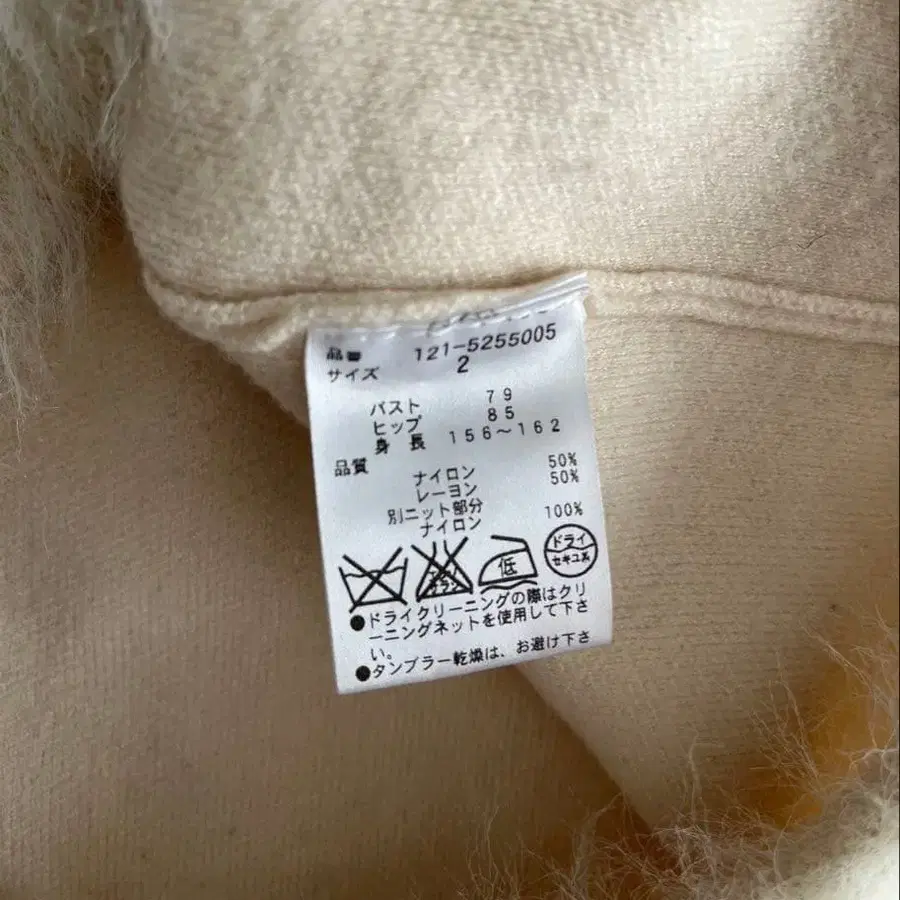 品番 121-5255005
サイズ 2
バスト 79
ヒップ 85
身長 156～162
品質
ナイロン 50%
レーヨン 50%
別ニット部分
ナイロン 100%
低 ドライ
セキユ系
●ドライクリーニングの際はクリ
ーニングネットを使用して下さ
い。
●タンブラー乾燥は、お避け下さ